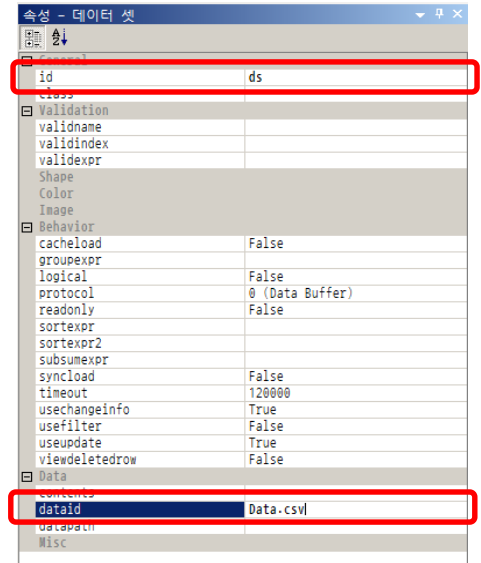 속성 - 데이터 셋
General
id ds
class
Validation
validname
validindex
validexpr
Shape
Color
Image
Behavior
cacheload False
groupexpr
logical False
protocol 0 (Data Buffer)
readonly False
sortexpr
sortexpr2
subsumexpr
syncload False
timeout 120000
usechangeinfo True
usefilter False
useupdate True
viewdeletedrow False
Data
contents
dataid Data.csv
datapath
Misc